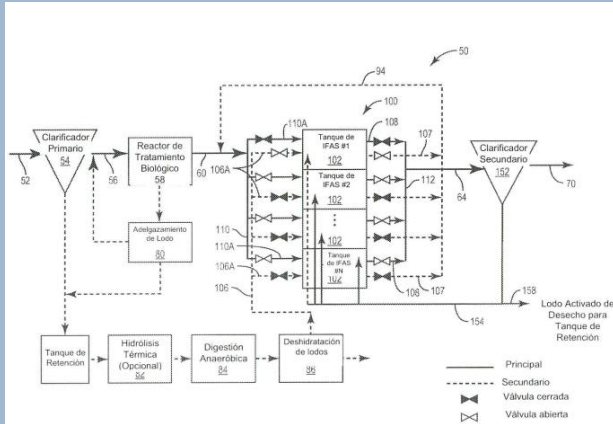 50
94
100
Clarificador
Primario
54
52
56
Reactor de
Tratamiento
Biológico
58
60
106A
110A
Tanque de
IFAS #1
102
108
107
Tanque de
IFAS #2
102
112
102
Tanque
de IFAS
#N
102
110
110A
106A
106
106
107
64
Clarificador
Secundario
152
70
Adelgazamiento
de Lodo
80
158
154
Lodo Activado de
Desecho para
Tanque de
Retención
Tanque de
Retención
Hidrólisis
Térmica
(Opcional)
82
Digestión
Anaeróbica
84
Deshidratación
de lodos
86
Principal
Secundario
Válvula cerrada
Válvula abierta